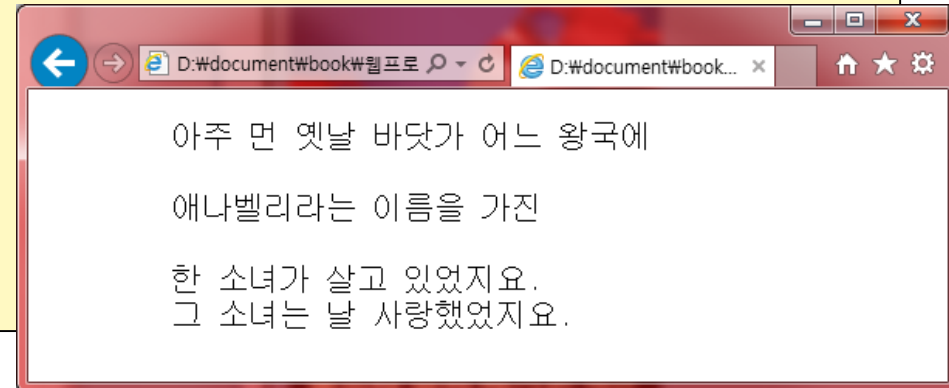 D:₩document₩book₩웹프로
D:₩document₩book...
아주 먼 옛날 바닷가 어느 왕국에
애나벨리라는 이름을 가진
한 소녀가 살고 있었지요.
그 소녀는 날 사랑했었지요.